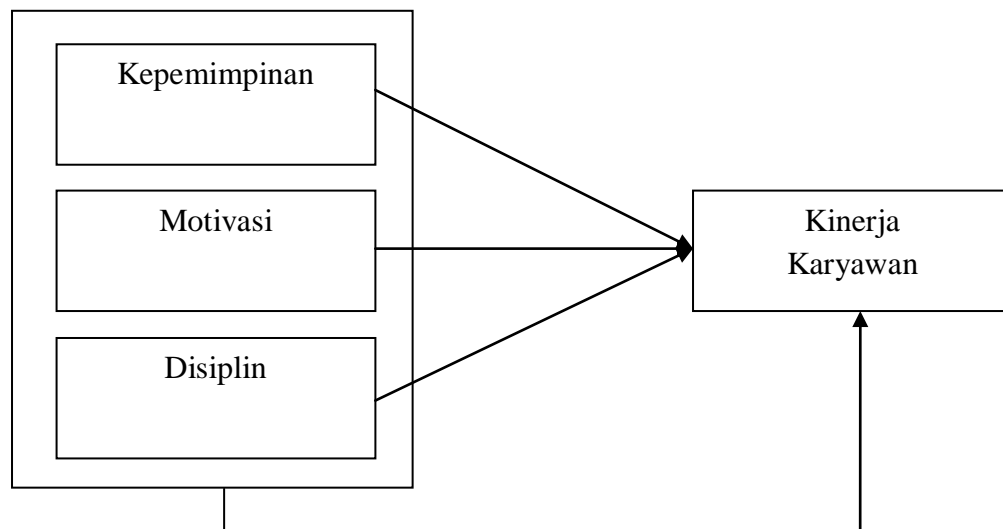 Kepemimpinan
Motivasi
Disiplin
Kinerja
Karyawan